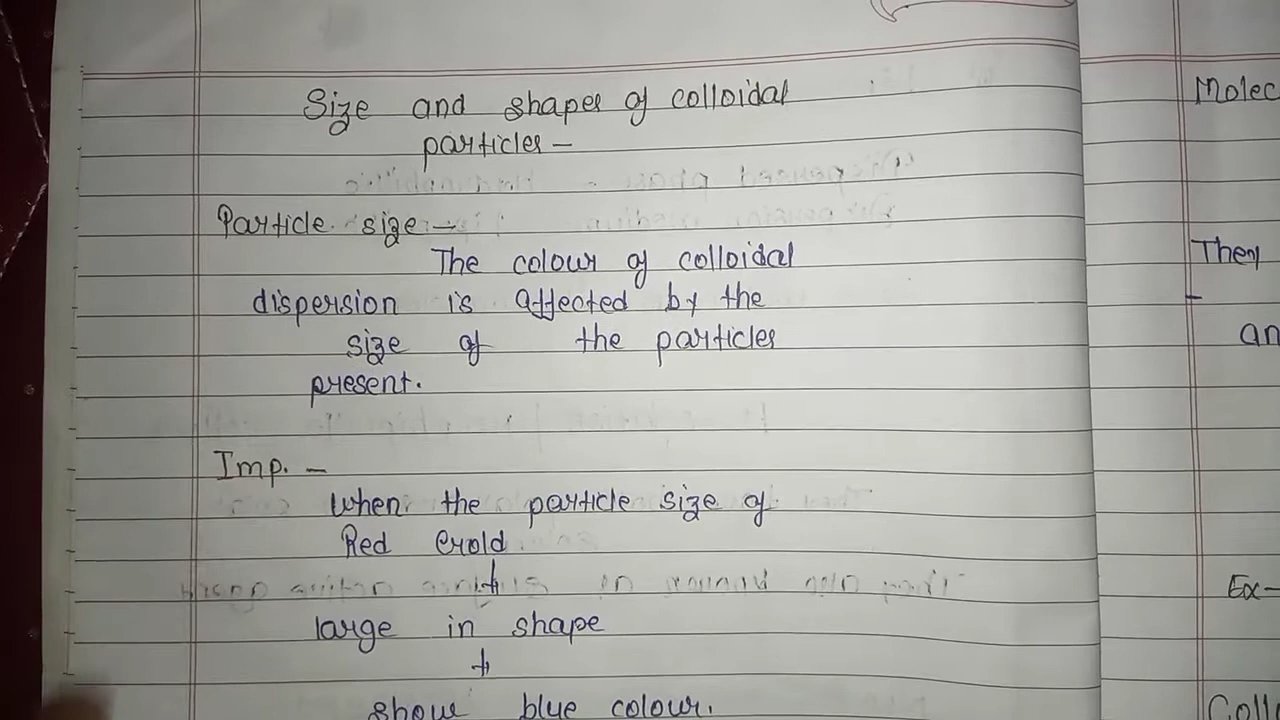 Size and shapes of colloidal
particles -
Particle size -
The colour of colloidal
dispersion is affected by the
size of the particles
present.
Imp. -
When the particle size of
Red Gold.
↓
large in shape
↓
show blue colour.
Molec
They
an
Ex-
Coll